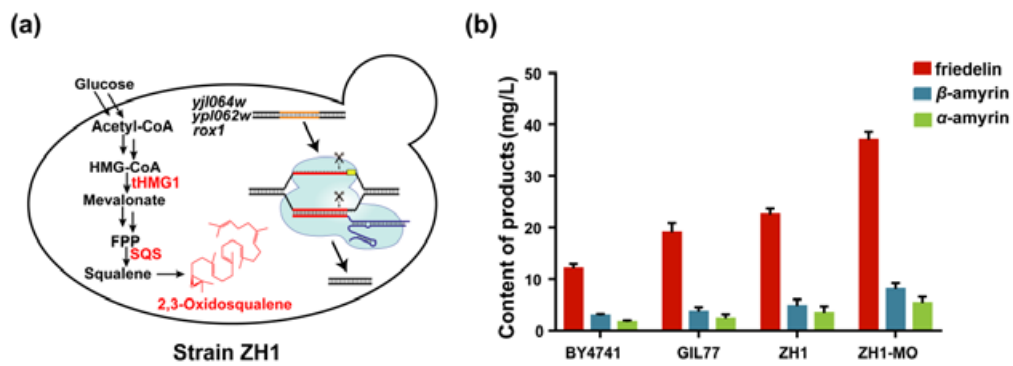 (a)
Glucose
Acetyl-CoA
HMG-CoA
tHMG1
Mevalonate
FPP
SQS
Squalene
2,3-Oxidosqualene
yjl064w
ypl062w
rox1
Strain ZH1
(b)
Content of products (mg/L)
50
40
30
20
10
0
friedelin
β-amyrin
α-amyrin
BY4741
GIL77
ZH1
ZH1-MO